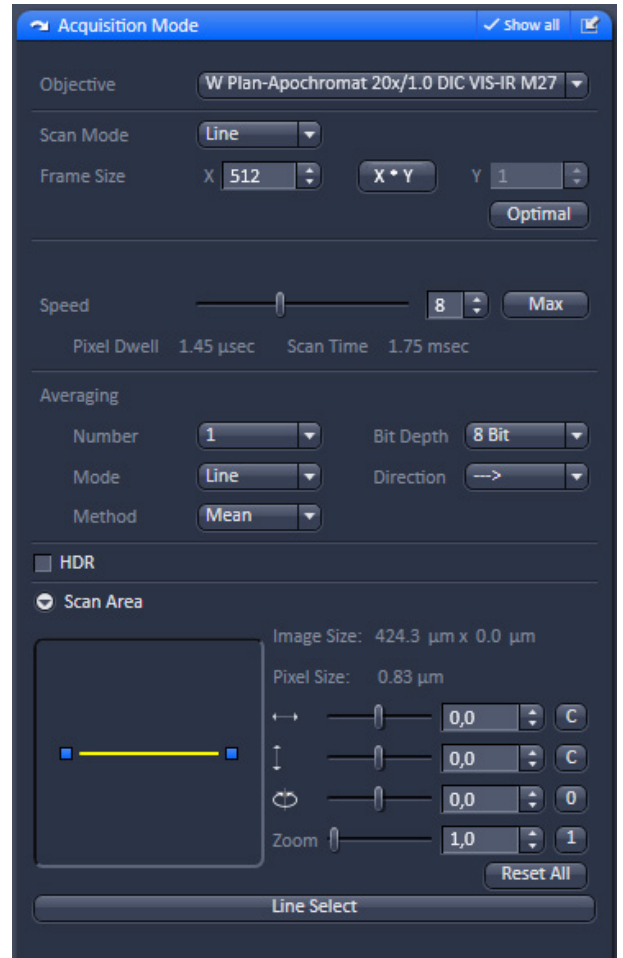 Acquisition Mode Show all
Objective W Plan-Apochromat 20x/1.0 DIC VIS-IR M27
Scan Mode Line
Frame Size X 512 X * Y Y 1
Optimal
Speed 8 Max
Pixel Dwell 1.45 µsec Scan Time 1.75 msec
Averaging
Number 1 Bit Depth 8 Bit
Mode Line Direction --->
Method Mean
HDR
Scan Area
Image Size: 424.3 µm x 0.0 µm
Pixel Size: 0.83 µm
0,0 C
0,0 C
0,0 0
Zoom 1,0 1
Reset All
Line Select